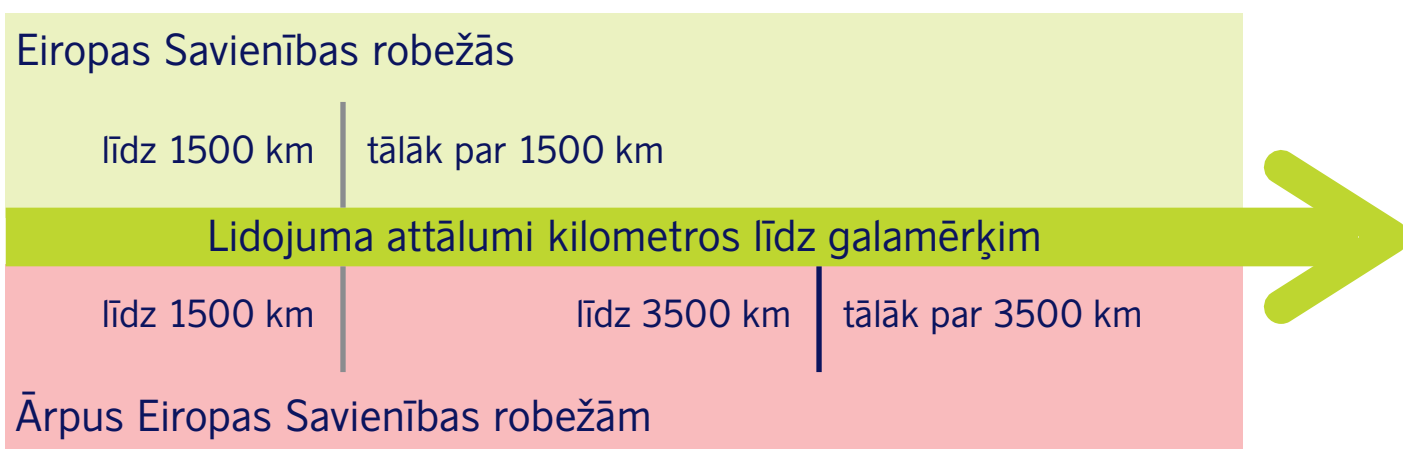 Eiropas Savienības robežās
līdz 1500 km tālāk par 1500 km
Lidojuma attālumi kilometros līdz galamērķim
līdz 1500 km līdz 3500 km tālāk par 3500 km
Ārpus Eiropas Savienības robežām